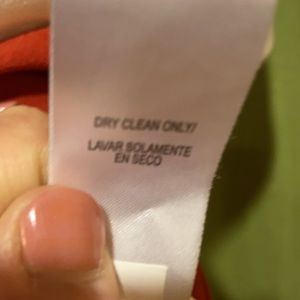 DRY CLEAN ONLY/
LAVAR SOLAMENTE
EN SECO